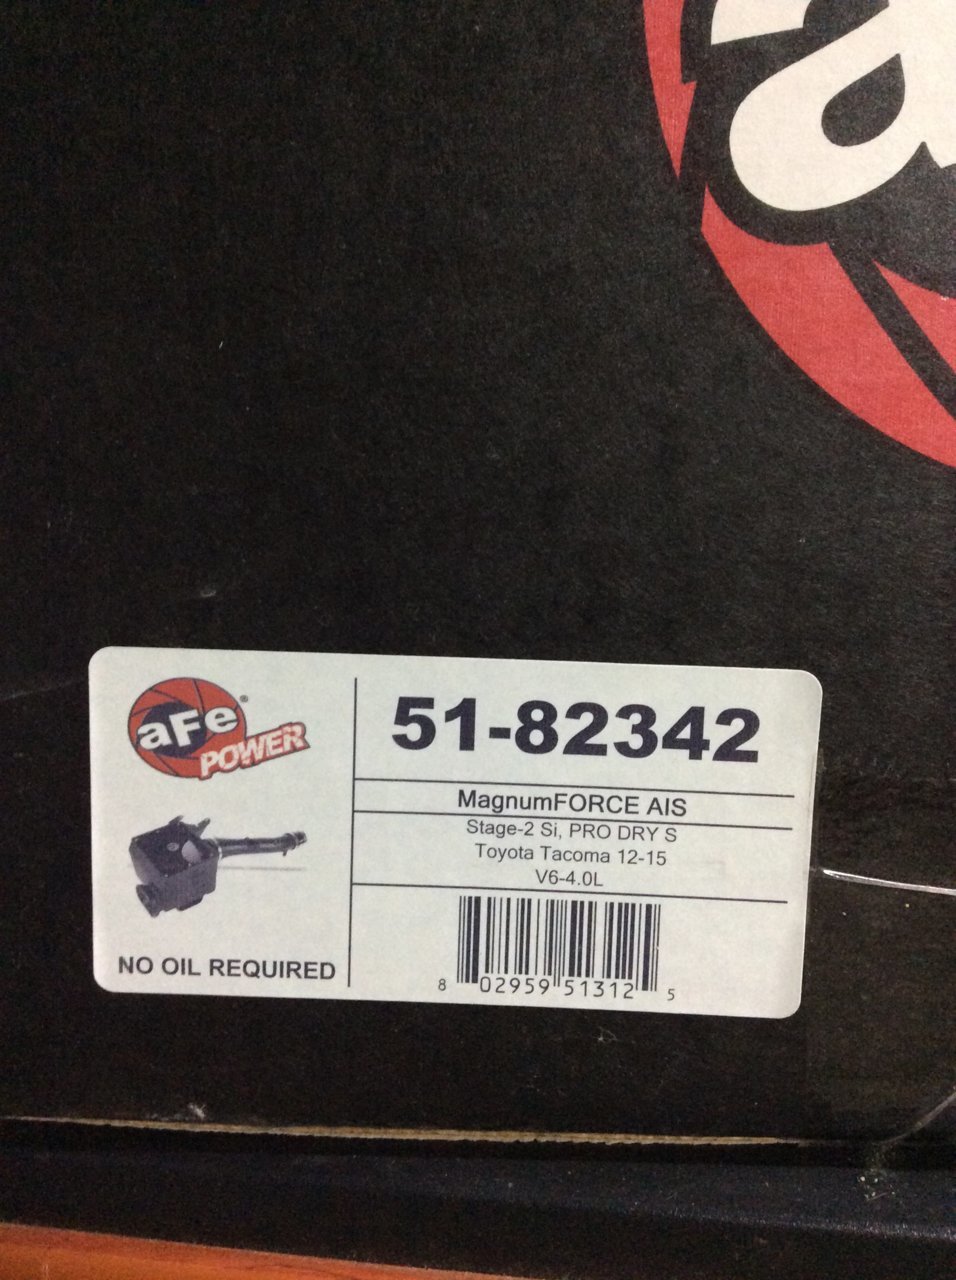 a
aFe®
POWER
51-82342
MagnumFORCE AIS
Stage-2 Si, PRO DRY S
Toyota Tacoma 12-15
V6-4.0L
NO OIL REQUIRED
8 02959 51312 5